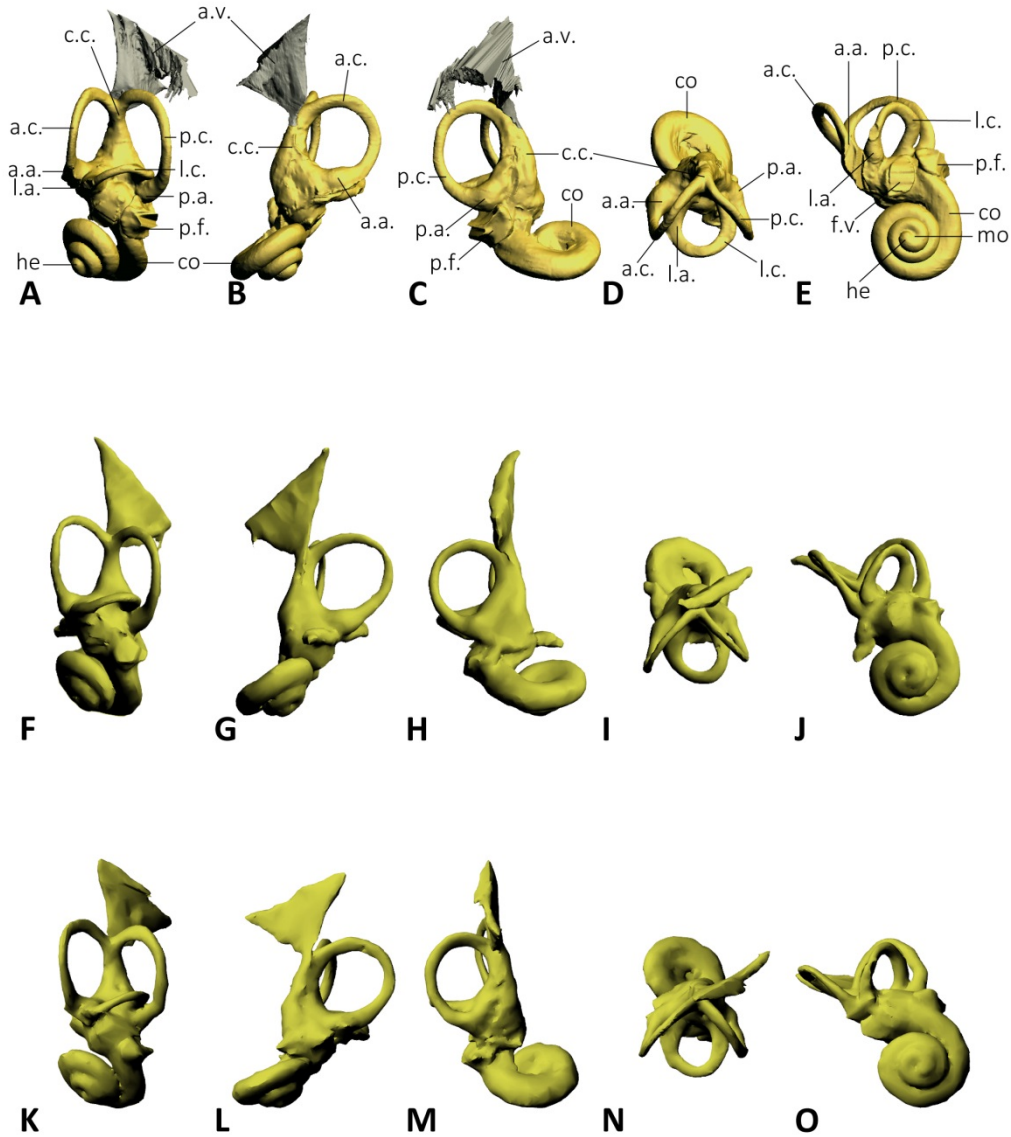 a.v.
c.c.
a.c.
p.c.
a.a.
l.c.
l.a.
p.a.
p.f.
he
co
A
a.c.
c.c.
a.a.
B
a.v.
c.c.
p.c.
co
p.a.
p.f.
C
co
p.a.
a.a.
p.c.
a.c.
l.a.
l.c.
D
p.c.
a.a.
a.c.
l.c.
p.f.
l.a.
f.v.
co
mo
he
E
F G H I J
K L M N O